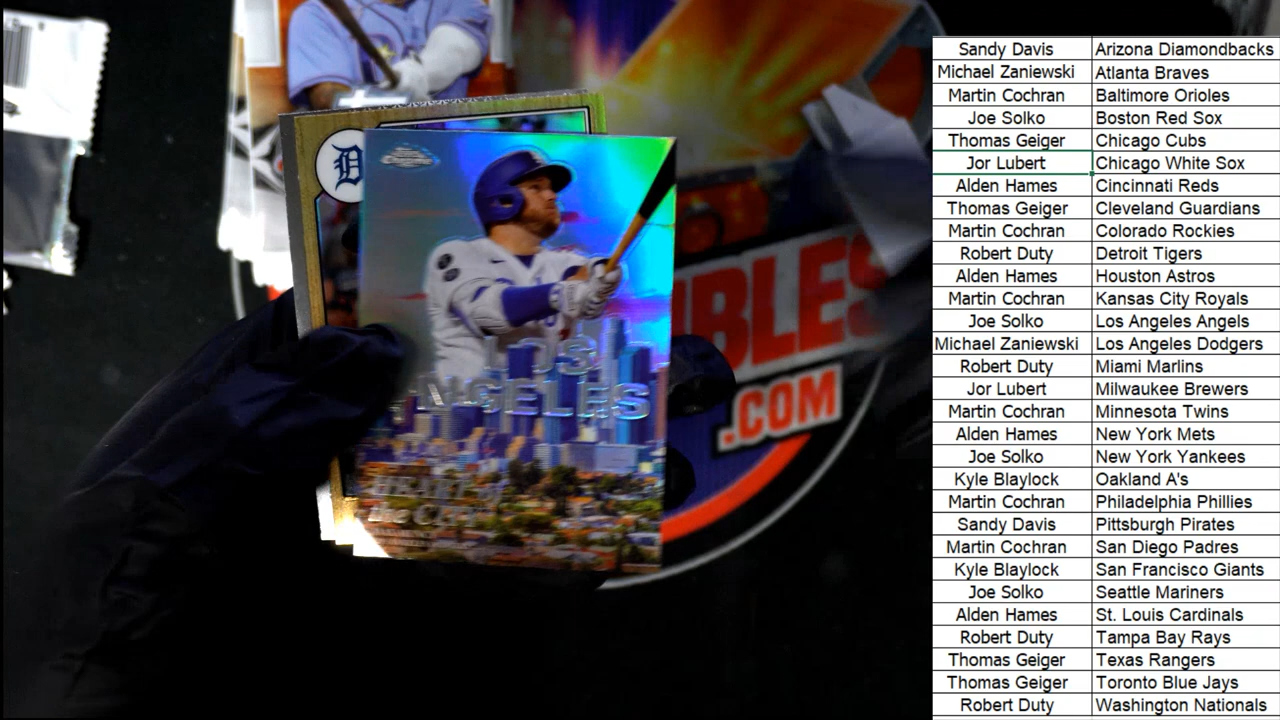 Topps
Chrome
D
LOS
ANGELES
HEART of
the CITY
IBLES
.COM
Sandy Davis Arizona Diamondbacks
Michael Zaniewski Atlanta Braves
Martin Cochran Baltimore Orioles
Joe Solko Boston Red Sox
Thomas Geiger Chicago Cubs
Jor Lubert Chicago White Sox
Alden Hames Cincinnati Reds
Thomas Geiger Cleveland Guardians
Martin Cochran Colorado Rockies
Robert Duty Detroit Tigers
Alden Hames Houston Astros
Martin Cochran Kansas City Royals
Joe Solko Los Angeles Angels
Michael Zaniewski Los Angeles Dodgers
Robert Duty Miami Marlins
Jor Lubert Milwaukee Brewers
Martin Cochran Minnesota Twins
Alden Hames New York Mets
Joe Solko New York Yankees
Kyle Blaylock Oakland A's
Martin Cochran Philadelphia Phillies
Sandy Davis Pittsburgh Pirates
Martin Cochran San Diego Padres
Kyle Blaylock San Francisco Giants
Joe Solko Seattle Mariners
Alden Hames St. Louis Cardinals
Robert Duty Tampa Bay Rays
Thomas Geiger Texas Rangers
Thomas Geiger Toronto Blue Jays
Robert Duty Washington Nationals